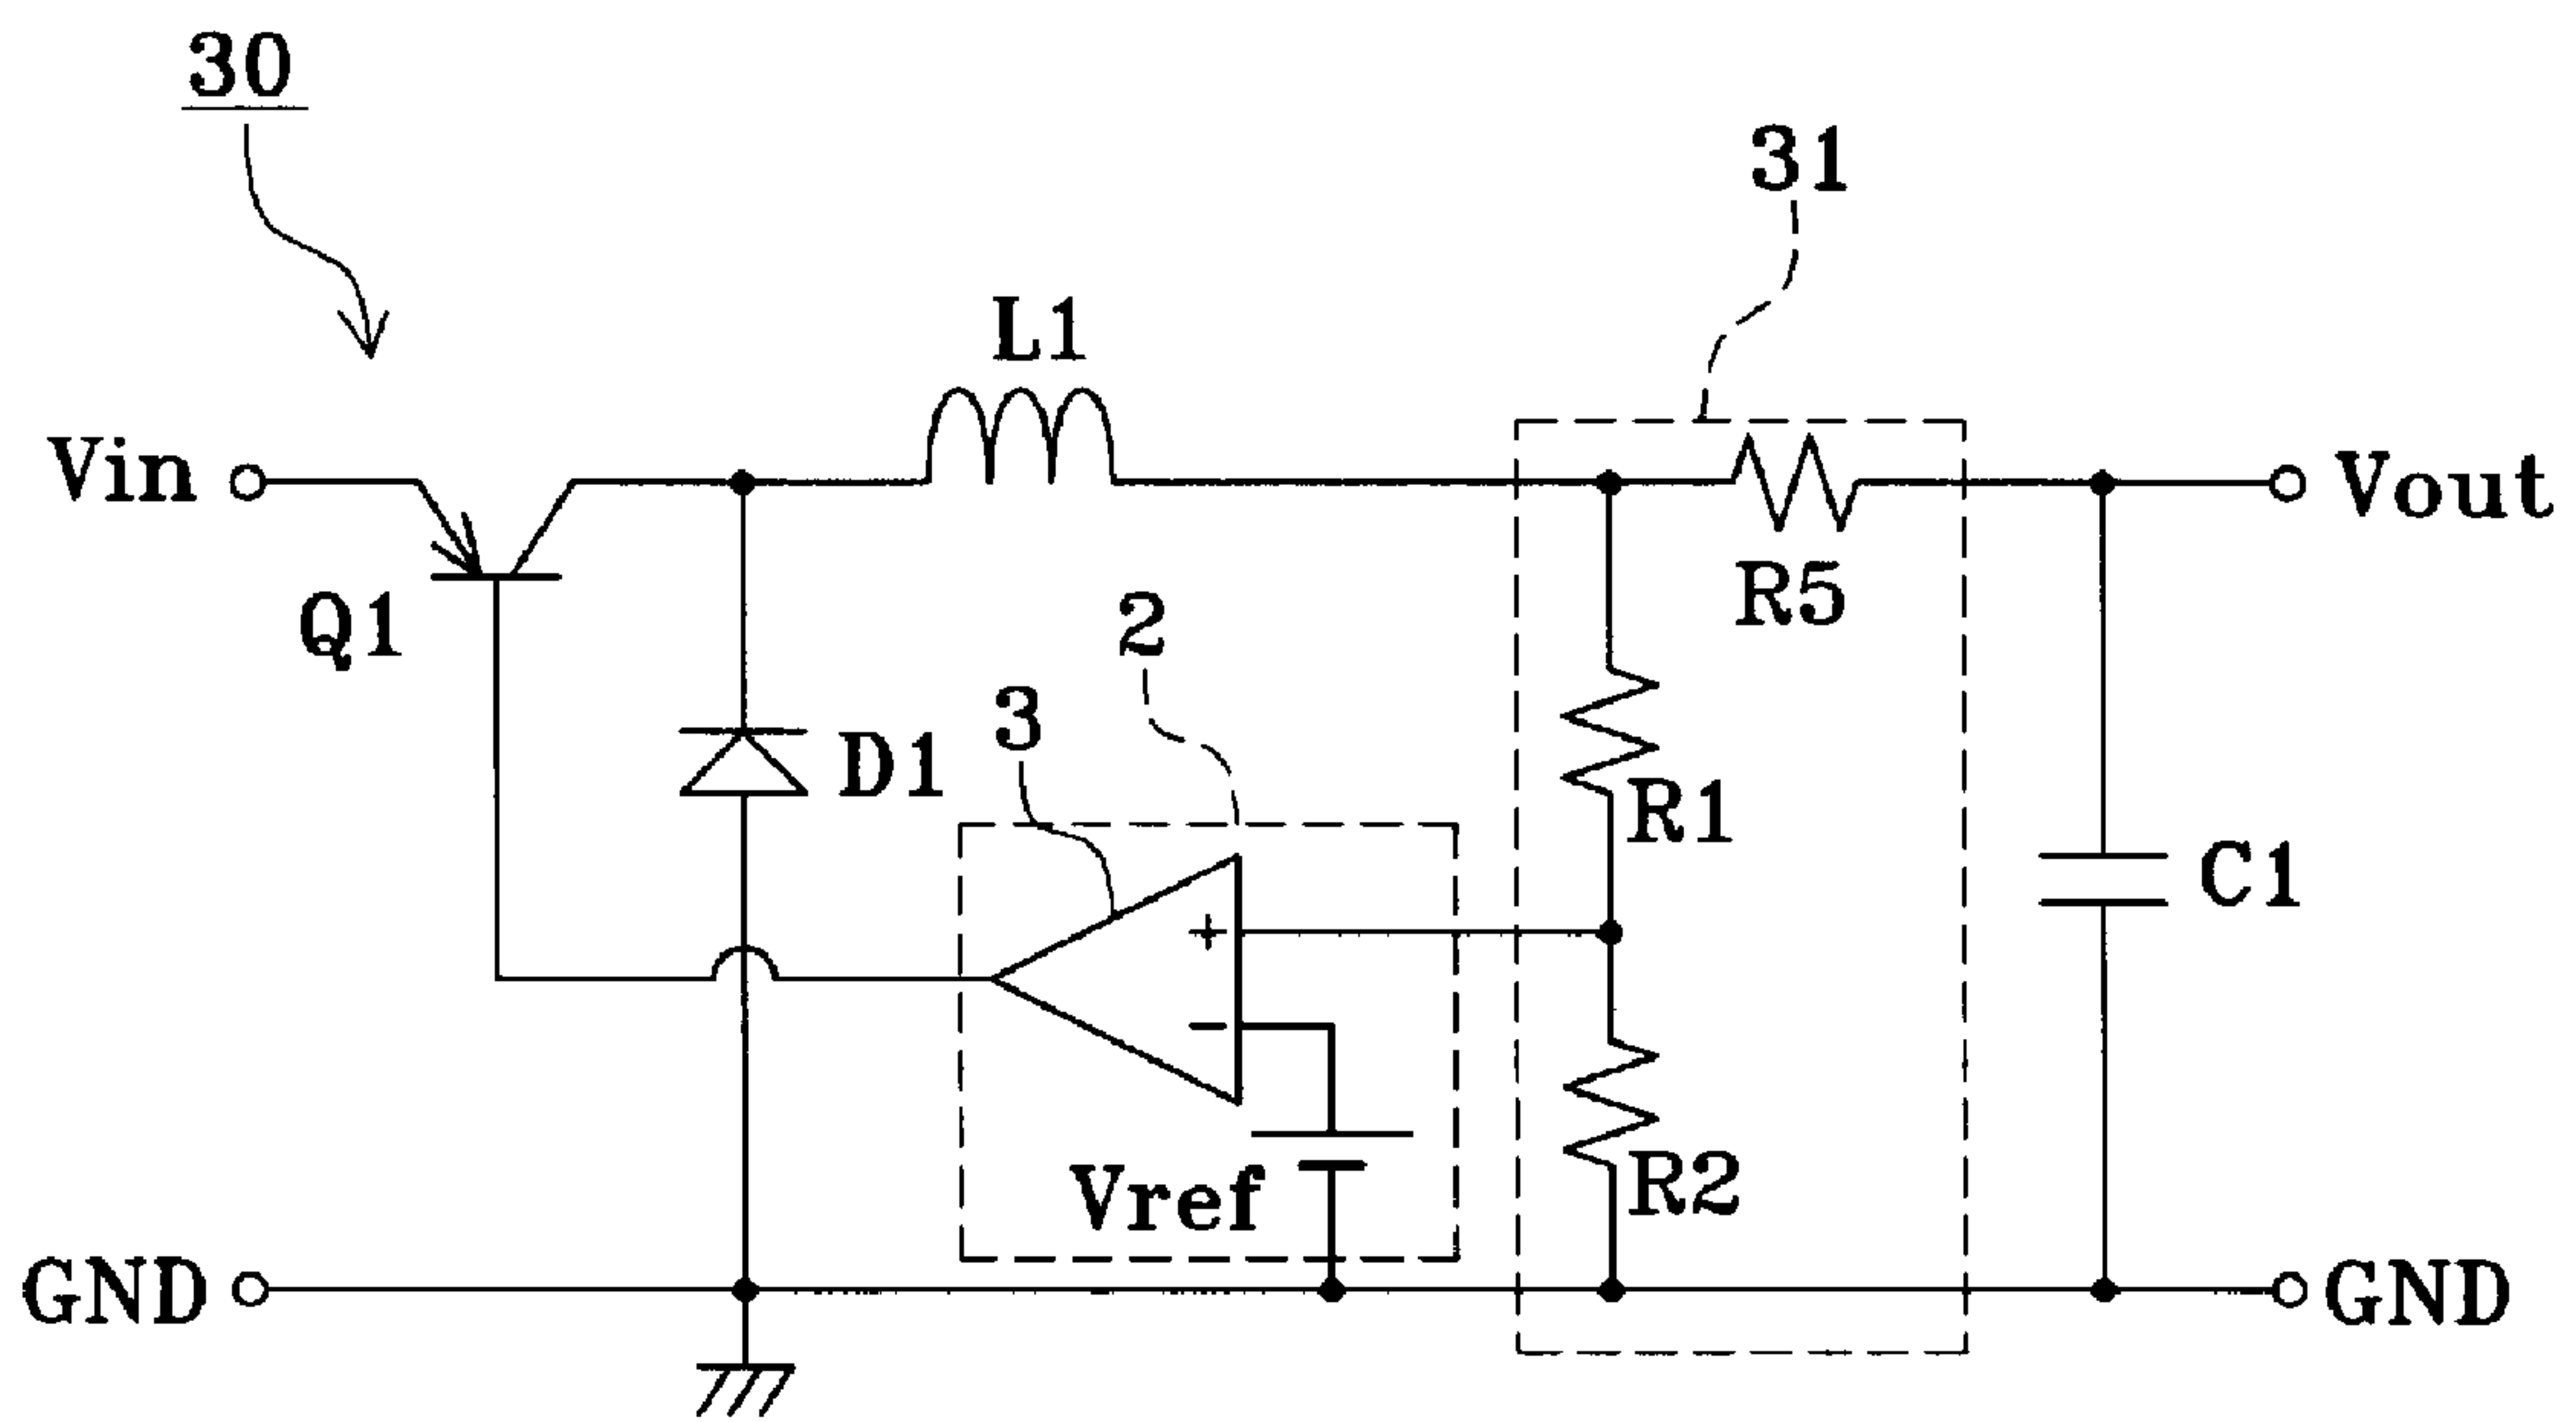 30
31
L1
Vin
Vout
R5
Q1
2
3
D1
R1
C1
+
−
Vref
R2
GND
GND